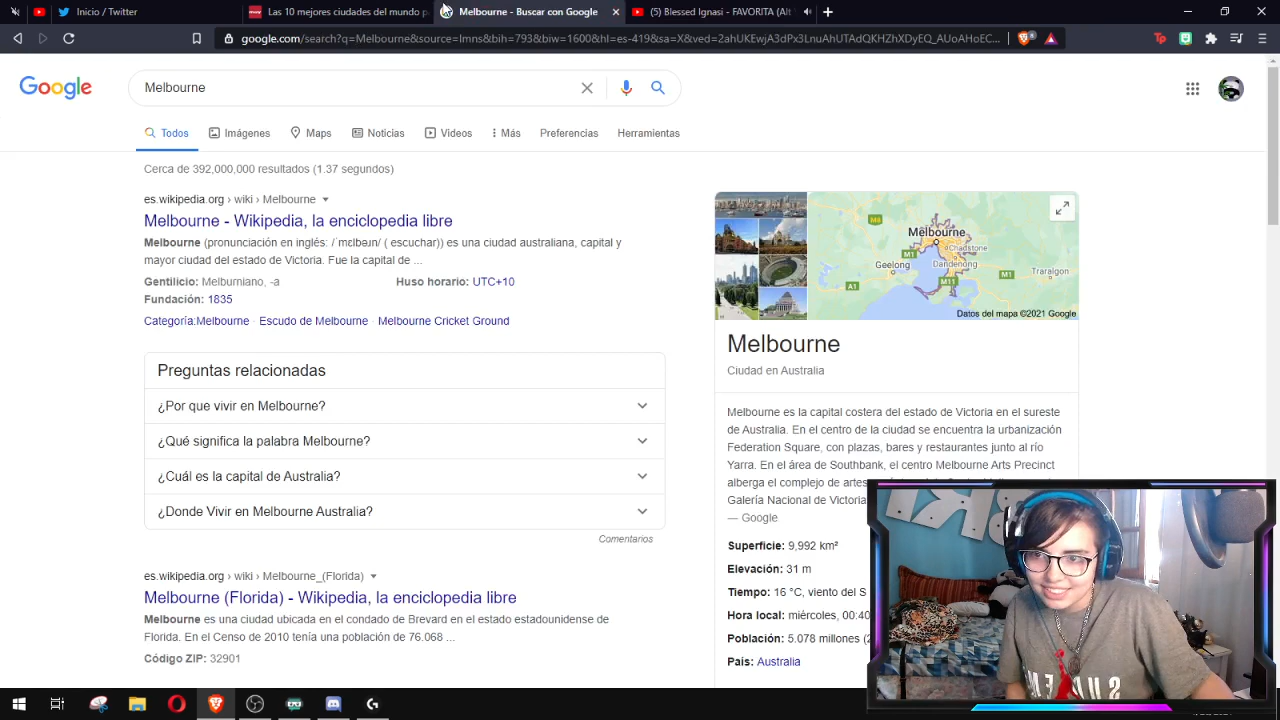 Inicio / Twitter
Las 10 mejores ciudades del mundo p
Melbourne - Buscar con Google
(5) Blessed Ignasi - FAVORITA (Alt
google.com/search?q=Melbourne&source=lmns&bih=793&biw=1600&hl=es-419&sa=X&ved=2ahUKEwjA3dPx3LnuAhUTAdQKHZhXDyEQ_AUoAHoEC...
Google
Melbourne
Todos
Imágenes
Maps
Noticias
Videos
Más
Preferencias
Herramientas
Cerca de 392,000,000 resultados (1.37 segundos)
es.wikipedia.org › wiki › Melbourne
Melbourne - Wikipedia, la enciclopedia libre
Melbourne (pronunciación en inglés: /ˈmɛlbən/ ( escuchar)) es una ciudad australiana, capital y
mayor ciudad del estado de Victoria. Fue la capital de ...
Gentilicio: Melburniano, -a
Huso horario: UTC+10
Fundación: 1835
Categoría:Melbourne · Escudo de Melbourne · Melbourne Cricket Ground
Preguntas relacionadas
¿Por que vivir en Melbourne?
¿Qué significa la palabra Melbourne?
¿Cuál es la capital de Australia?
¿Donde Vivir en Melbourne Australia?
Comentarios
es.wikipedia.org › wiki › Melbourne_(Florida)
Melbourne (Florida) - Wikipedia, la enciclopedia libre
Melbourne es una ciudad ubicada en el condado de Brevard en el estado estadounidense de
Florida. En el Censo de 2010 tenía una población de 76.068 ...
Código ZIP: 32901
M8
Melbourne
Chadstone
M1
Geelong
Dandenong
M1
Traralgon
A1
M11
Datos del mapa ©2021 Google
Melbourne
Ciudad en Australia
Melbourne es la capital costera del estado de Victoria en el sureste
de Australia. En el centro de la ciudad se encuentra la urbanización
Federation Square, con plazas, bares y restaurantes junto al río
Yarra. En el área de Southbank, el centro Melbourne Arts Precinct
alberga el complejo de artes
Galería Nacional de Victoria
— Google
Superficie: 9,992 km²
Elevación: 31 m
Tiempo: 16 °C, viento del S
Hora local: miércoles, 00:40
Población: 5.078 millones (2
País: Australia